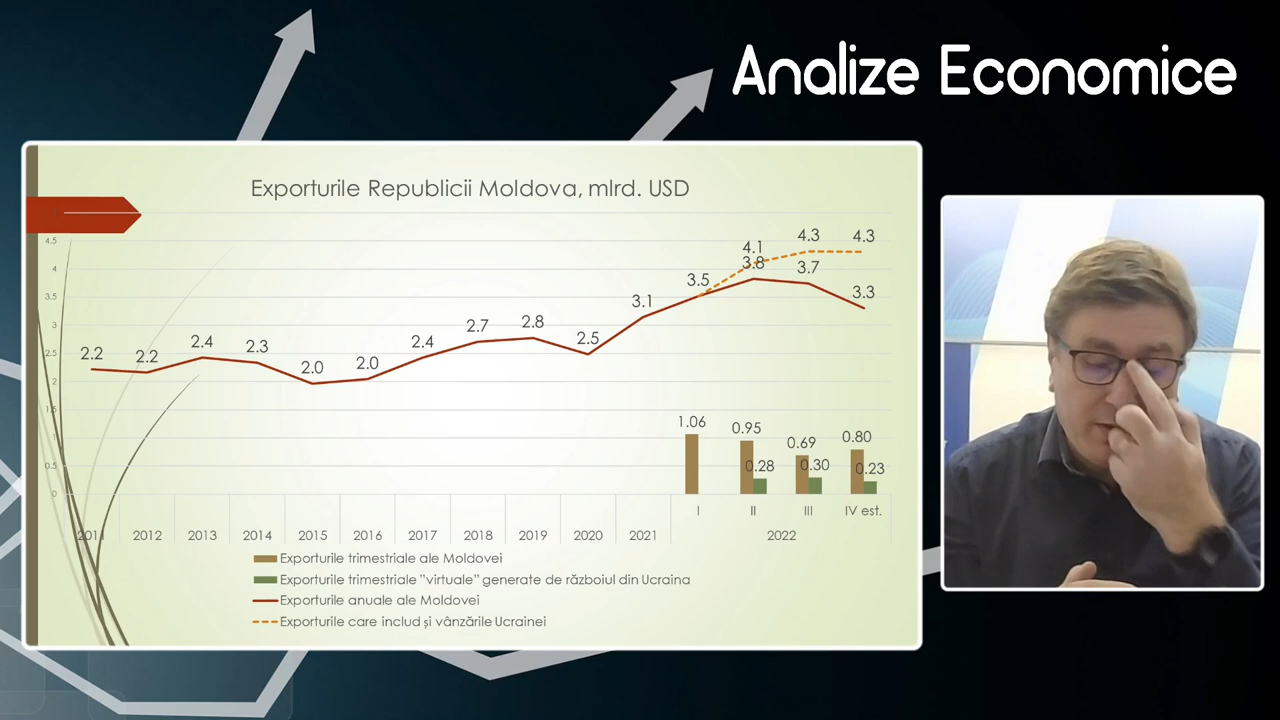 Analize Economice
Exporturile Republicii Moldova, mlrd. USD
4.5
4
3.5
3
2.5
2
1.5
1
0.5
0
2.2 2.2 2.4 2.3 2.0 2.0 2.4 2.7 2.8 2.5 3.1 3.5 3.8 3.7 3.3
4.1 4.3 4.3
1.06 0.95 0.69 0.80
0.28 0.30 0.23
I II III IV est.
2011 2012 2013 2014 2015 2016 2017 2018 2019 2020 2021 2022
Exporturile trimestriale ale Moldovei
Exporturile trimestriale "virtuale" generate de războiul din Ucraina
Exporturile anuale ale Moldovei
Exporturile care includ și vânzările Ucrainei